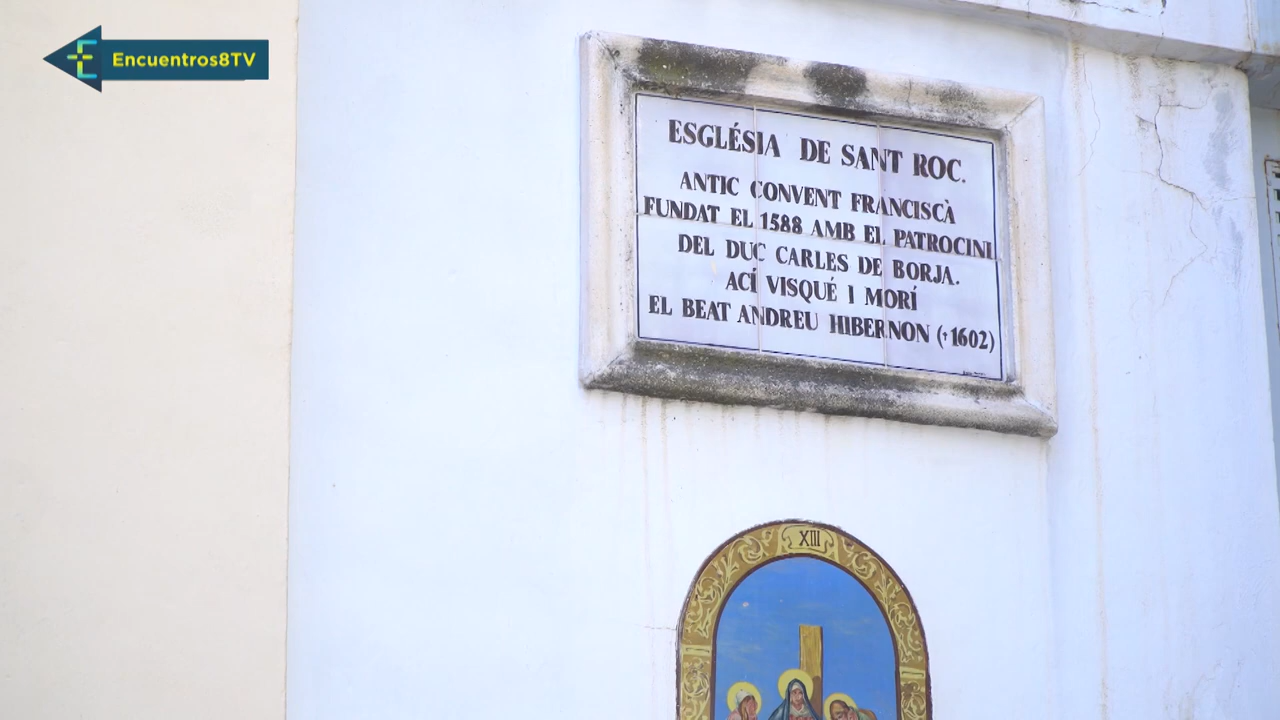 Encuentros8TV
ESGLÉSIA DE SANT ROC.
ANTIC CONVENT FRANCISCÀ
FUNDAT EL 1588 AMB EL PATROCINI
DEL DUC CARLES DE BORJA.
ACÍ VISQUÉ I MORÍ
EL BEAT ANDREU HIBERNON († 1602)
XIII